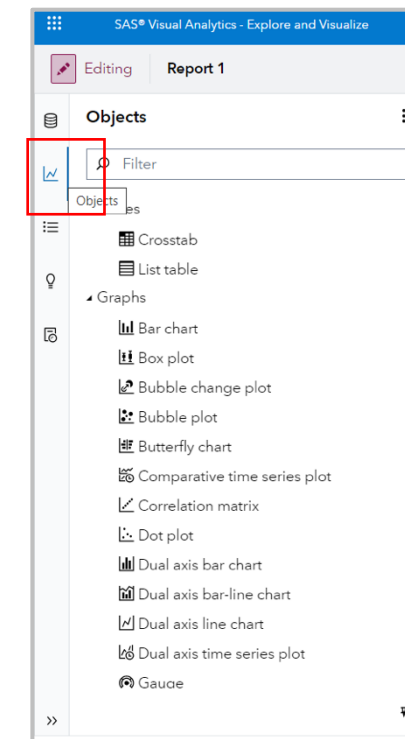 SAS® Visual Analytics - Explore and Visualize
Editing Report 1
Objects
Filter
Objects
Crosstab
List table
Graphs
Bar chart
Box plot
Bubble change plot
Bubble plot
Butterfly chart
Comparative time series plot
Correlation matrix
Dot plot
Dual axis bar chart
Dual axis bar-line chart
Dual axis line chart
Dual axis time series plot
Gauge